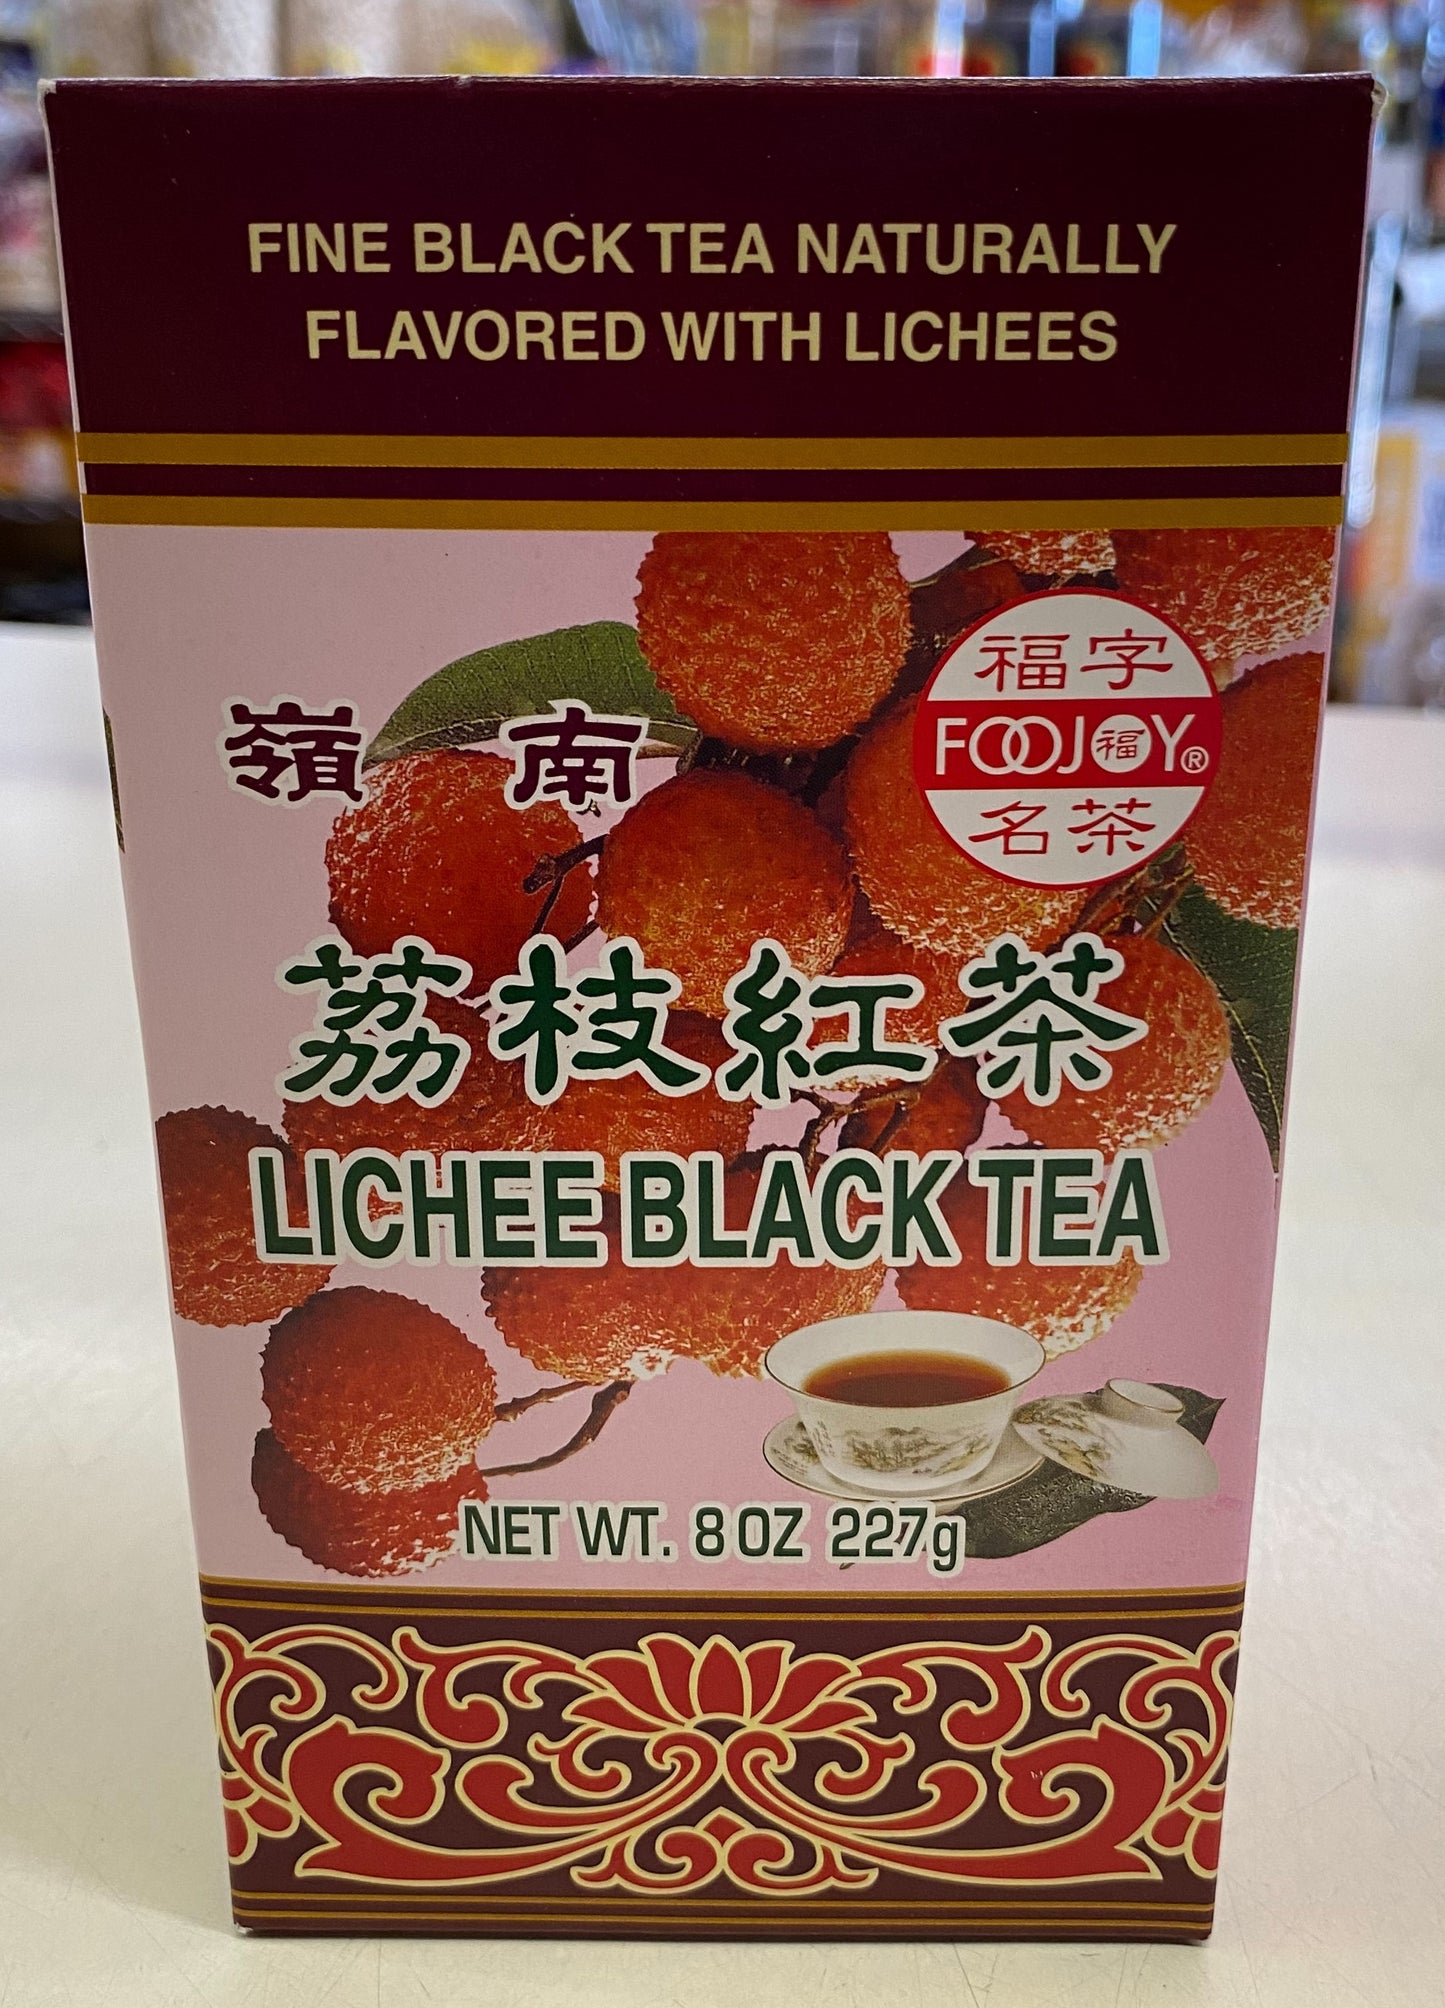 FINE BLACK TEA NATURALLY
FLAVORED WITH LICHEES
福字
FOOJ福Y®
名茶
嶺南
荔枝紅茶
LICHEE BLACK TEA
NET WT. 8 OZ 227g